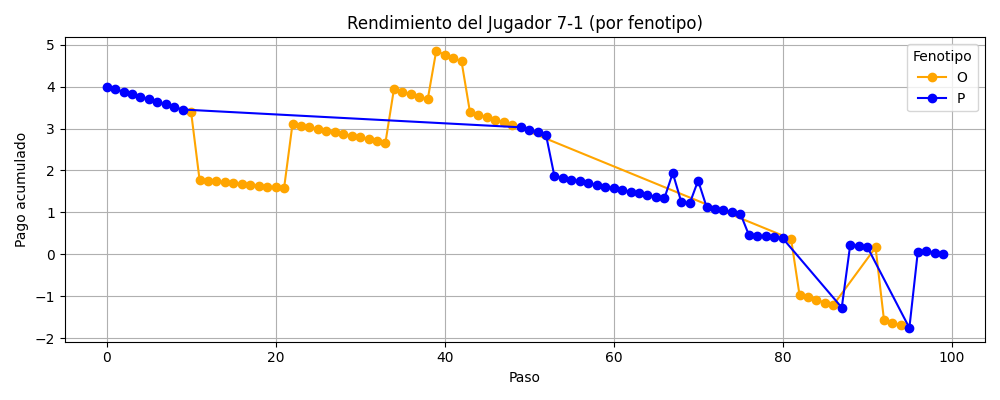 Rendimiento del Jugador 7-1 (por fenotipo)
Pago acumulado
5
4
3
2
1
0
−1
−2
Fenotipo
O
P
0
20
40
60
80
100
Paso